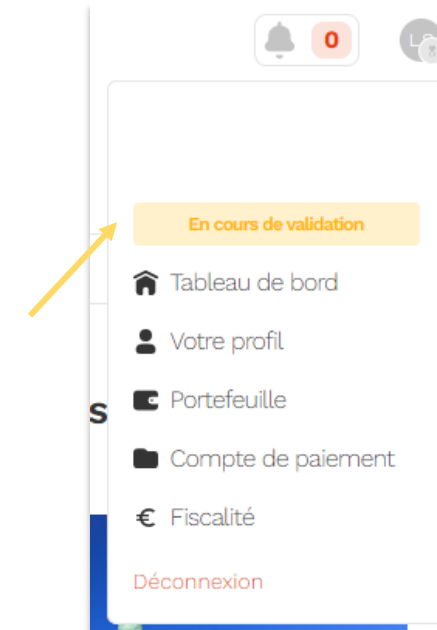 0
En cours de validation
Tableau de bord
Votre profil
s
Portefeuille
Compte de paiement
€ Fiscalité
Déconnexion